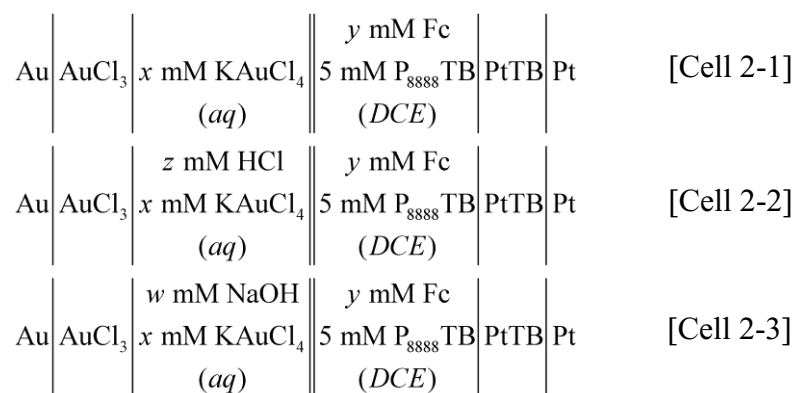 y mM Fc
Au|AuCl₃|x mM KAuCl₄||5 mM P₈₈₈₈TB|PtTB|Pt [Cell 2-1]
(aq) (DCE)
z mM HCl y mM Fc
Au|AuCl₃|x mM KAuCl₄||5 mM P₈₈₈₈TB|PtTB|Pt [Cell 2-2]
(aq) (DCE)
w mM NaOH y mM Fc
Au|AuCl₃|x mM KAuCl₄||5 mM P₈₈₈₈TB|PtTB|Pt [Cell 2-3]
(aq) (DCE)